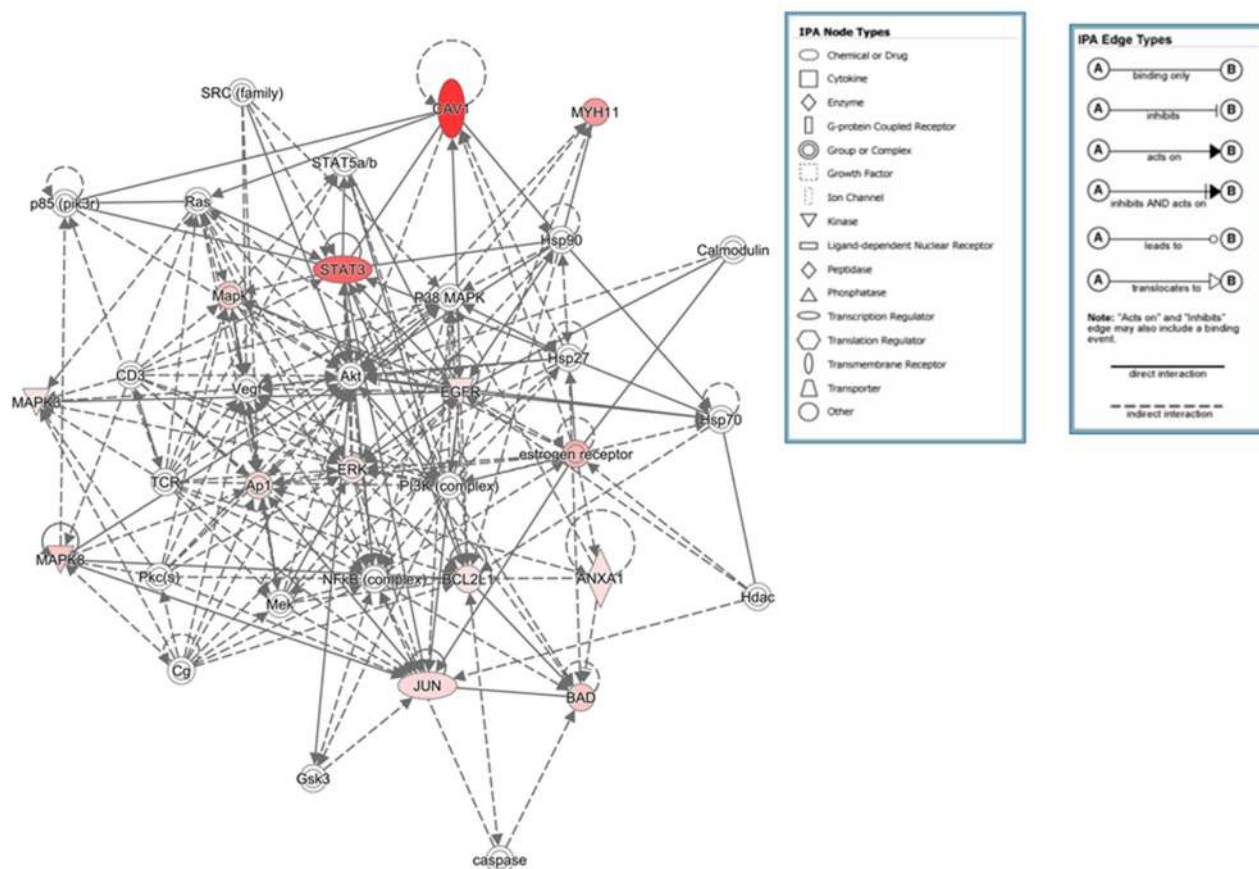 SRC (family)
CAV1
MYH11
STAT5a/b
p85 (pik3r)
Ras
Hsp90
Calmodulin
STAT3
Mapk
P38 MAPK
Hsp27
CD3
Vegf
Akt
EGFR
MAPK3
Hsp70
estrogen receptor
TCR
Ap1
ERK
PI3K (complex)
MAPK8
Pkc(s)
NFkB (complex)
BCL2L1
ANXA1
Mek
Hdac
Cg
JUN
BAD
Gsk3
caspase
IPA Node Types
Chemical or Drug
Cytokine
Enzyme
G-protein Coupled Receptor
Group or Complex
Growth Factor
Ion Channel
Kinase
Ligand-dependent Nuclear Receptor
Peptidase
Phosphatase
Transcription Regulator
Translation Regulator
Transmembrane Receptor
Transporter
Other
IPA Edge Types
A B
binding only
A B
inhibits
A B
acts on
A B
inhibits AND acts on
A B
leads to
A B
translocates to
Note: "Acts on" and "Inhibits"
edge may also include a binding
event.
direct interaction
indirect interaction